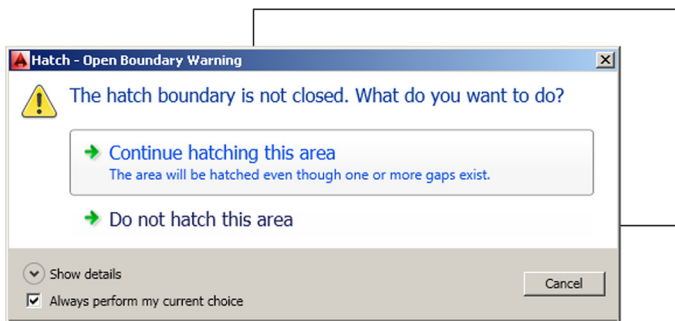 Hatch - Open Boundary Warning
The hatch boundary is not closed. What do you want to do?
Continue hatching this area
The area will be hatched even though one or more gaps exist.
Do not hatch this area
Show details
Cancel
Always perform my current choice